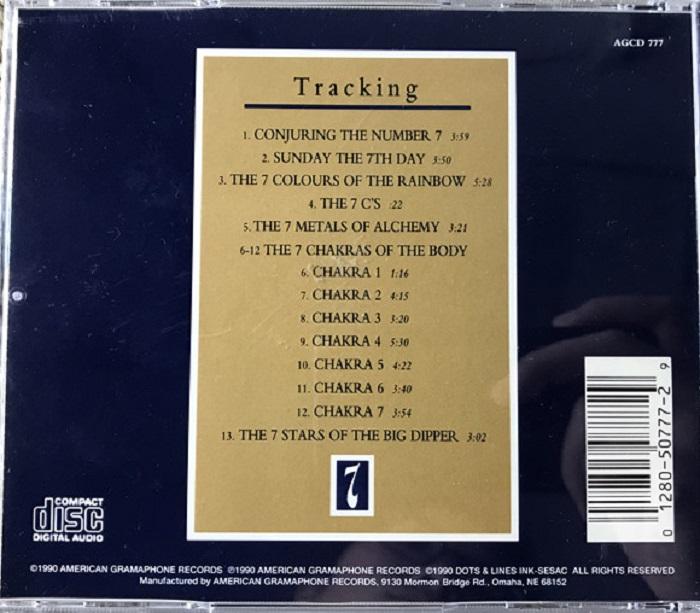 AGCD 777
Tracking
1. CONJURING THE NUMBER 7 3:59
2. SUNDAY THE 7TH DAY 3:50
3. THE 7 COLOURS OF THE RAINBOW 5:28
4. THE 7 C'S :22
5. THE 7 METALS OF ALCHEMY 3:21
6-12 THE 7 CHAKRAS OF THE BODY
6. CHAKRA 1 1:16
7. CHAKRA 2 4:15
8. CHAKRA 3 3:20
9. CHAKRA 4 5:30
10. CHAKRA 5 4:22
11. CHAKRA 6 3:40
12. CHAKRA 7 3:54
13. THE 7 STARS OF THE BIG DIPPER 3:02
7
COMPACT
disc
DIGITAL AUDIO
0 1280-50777-2 9
©1990 AMERICAN GRAMAPHONE RECORDS ℗1990 AMERICAN GRAMAPHONE RECORDS ©1990 DOTS & LINES INK-SESAC ALL RIGHTS RESERVED
Manufactured by AMERICAN GRAMAPHONE RECORDS, 9130 Mormon Bridge Rd., Omaha, NE 68152